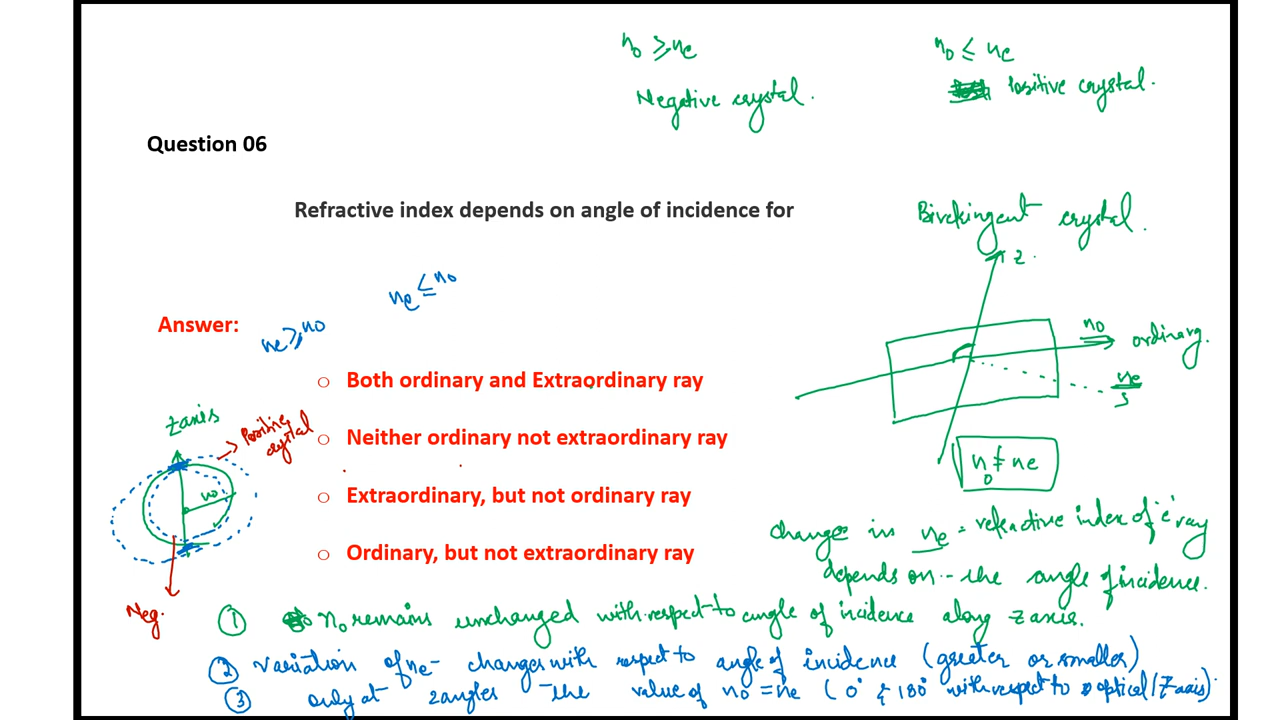 n₀ ≥ nₑ
n₀ ≤ nₑ
Negative crystal.
Positive crystal.
Question 06
Refractive index depends on angle of incidence for
Birefringent crystal.
z.
nₑ ≤ n₀
Answer:
nₑ ≥ n₀
n₀ ordinary.
Both ordinary and Extraordinary ray
nₑ
Z axis
Positive crystal
Neither ordinary not extraordinary ray
n₀ ≠ nₑ
n₀
Extraordinary, but not ordinary ray
Ordinary, but not extraordinary ray
changes in nₑ = refractive index of 'e' ray
depends on the angle of incidence.
Neg.
① n₀ remains unchanged with respect to angle of incidence along z axis.
② Variation of nₑ - changes with respect to angle of incidence (greater or smaller)
③ only at 2 angles the value of n₀ = nₑ ( 0° & 180° with respect to optical / Z axis).